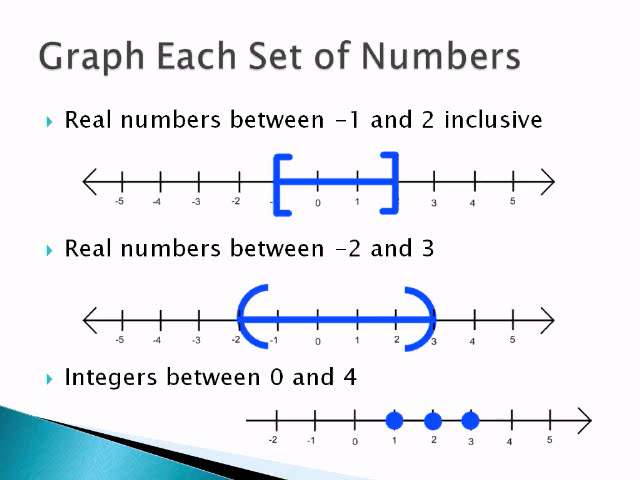 Graph Each Set of Numbers
Real numbers between -1 and 2 inclusive
-5 -4 -3 -2 - 0 1 2 3 4 5
Real numbers between -2 and 3
-5 -4 -3 -2 -1 0 1 2 3 4 5
Integers between 0 and 4
-2 -1 0 1 2 3 4 5